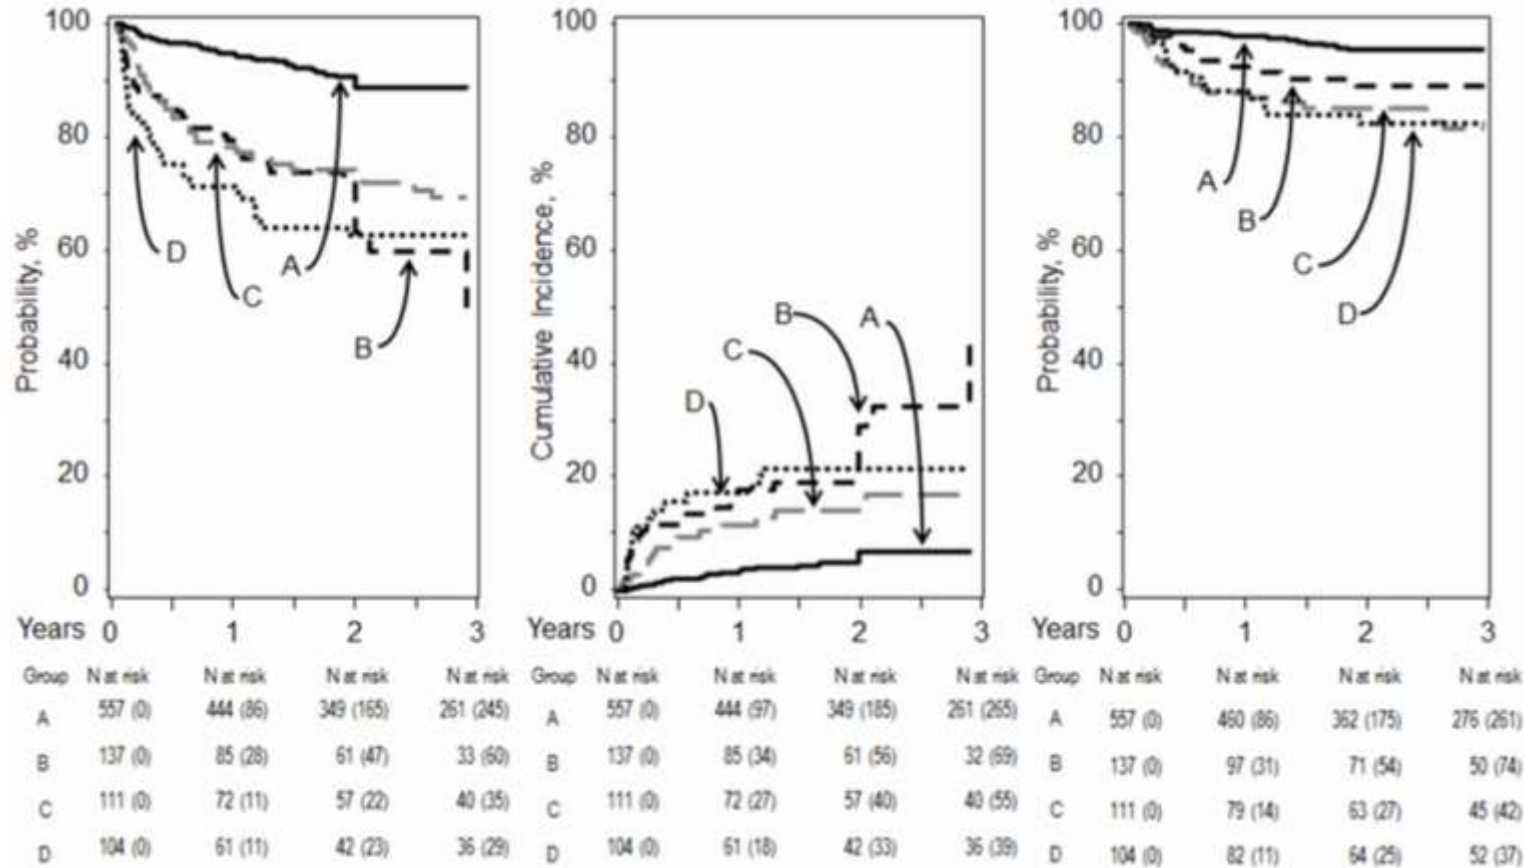 100
80
60
40
20
0
Probability, %
D
C
A
B
Years 0 1 2 3
100
80
60
40
20
0
Cumulative Incidence, %
B
A
C
D
Years 0 1 2 3
100
80
60
40
20
0
Probability, %
A
B
C
D
Years 0 1 2 3
Group N at risk N at risk N at risk N at risk
A 557 (0) 444 (86) 349 (165) 261 (245)
B 137 (0) 85 (28) 61 (47) 33 (60)
C 111 (0) 72 (11) 57 (22) 40 (35)
D 104 (0) 61 (11) 42 (23) 36 (29)
Group N at risk N at risk N at risk N at risk
A 557 (0) 444 (97) 349 (185) 261 (265)
B 137 (0) 85 (34) 61 (56) 32 (69)
C 111 (0) 72 (27) 57 (40) 40 (55)
D 104 (0) 61 (18) 42 (33) 36 (39)
Group N at risk N at risk N at risk N at risk
A 557 (0) 460 (86) 362 (175) 276 (261)
B 137 (0) 97 (31) 71 (54) 50 (74)
C 111 (0) 79 (14) 63 (27) 45 (42)
D 104 (0) 82 (11) 64 (25) 52 (37)